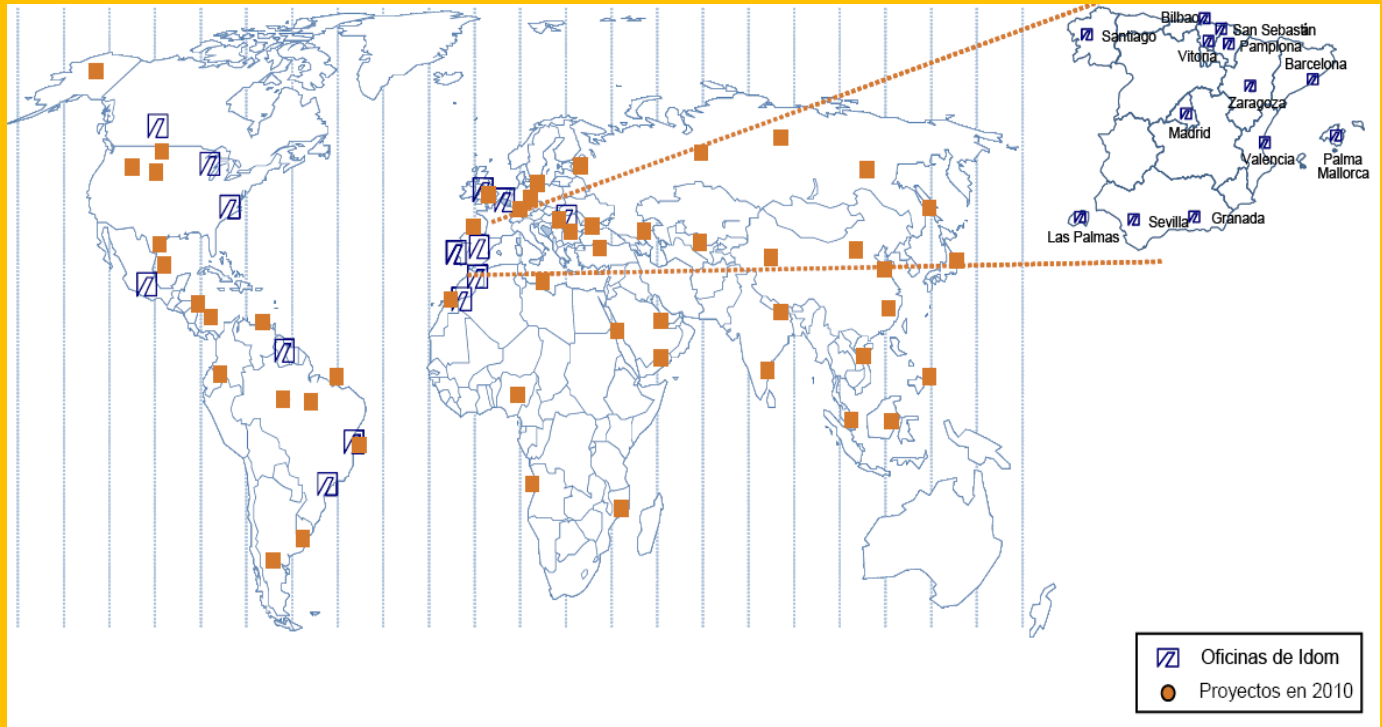 Bilbao
San Sebastián
Santiago
Vitoria
Pamplona
Barcelona
Zaragoza
Madrid
Valencia
Palma
Mallorca
Las Palmas
Sevilla
Granada
Oficinas de Idom
Proyectos en 2010